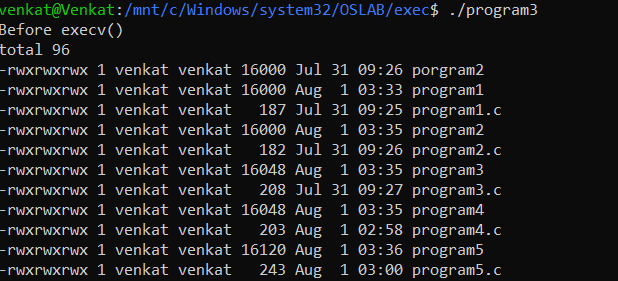 venkat@Venkat:/mnt/c/Windows/system32/OSLAB/exec$ ./program3
Before execv()
total 96
-rwxrwxrwx 1 venkat venkat 16000 Jul 31 09:26 porgram2
-rwxrwxrwx 1 venkat venkat 16000 Aug  1 03:33 program1
-rwxrwxrwx 1 venkat venkat   187 Jul 31 09:25 program1.c
-rwxrwxrwx 1 venkat venkat 16000 Aug  1 03:35 program2
-rwxrwxrwx 1 venkat venkat   182 Jul 31 09:26 program2.c
-rwxrwxrwx 1 venkat venkat 16048 Aug  1 03:35 program3
-rwxrwxrwx 1 venkat venkat   208 Jul 31 09:27 program3.c
-rwxrwxrwx 1 venkat venkat 16048 Aug  1 03:35 program4
-rwxrwxrwx 1 venkat venkat   203 Aug  1 02:58 program4.c
-rwxrwxrwx 1 venkat venkat 16120 Aug  1 03:36 program5
-rwxrwxrwx 1 venkat venkat   243 Aug  1 03:00 program5.c